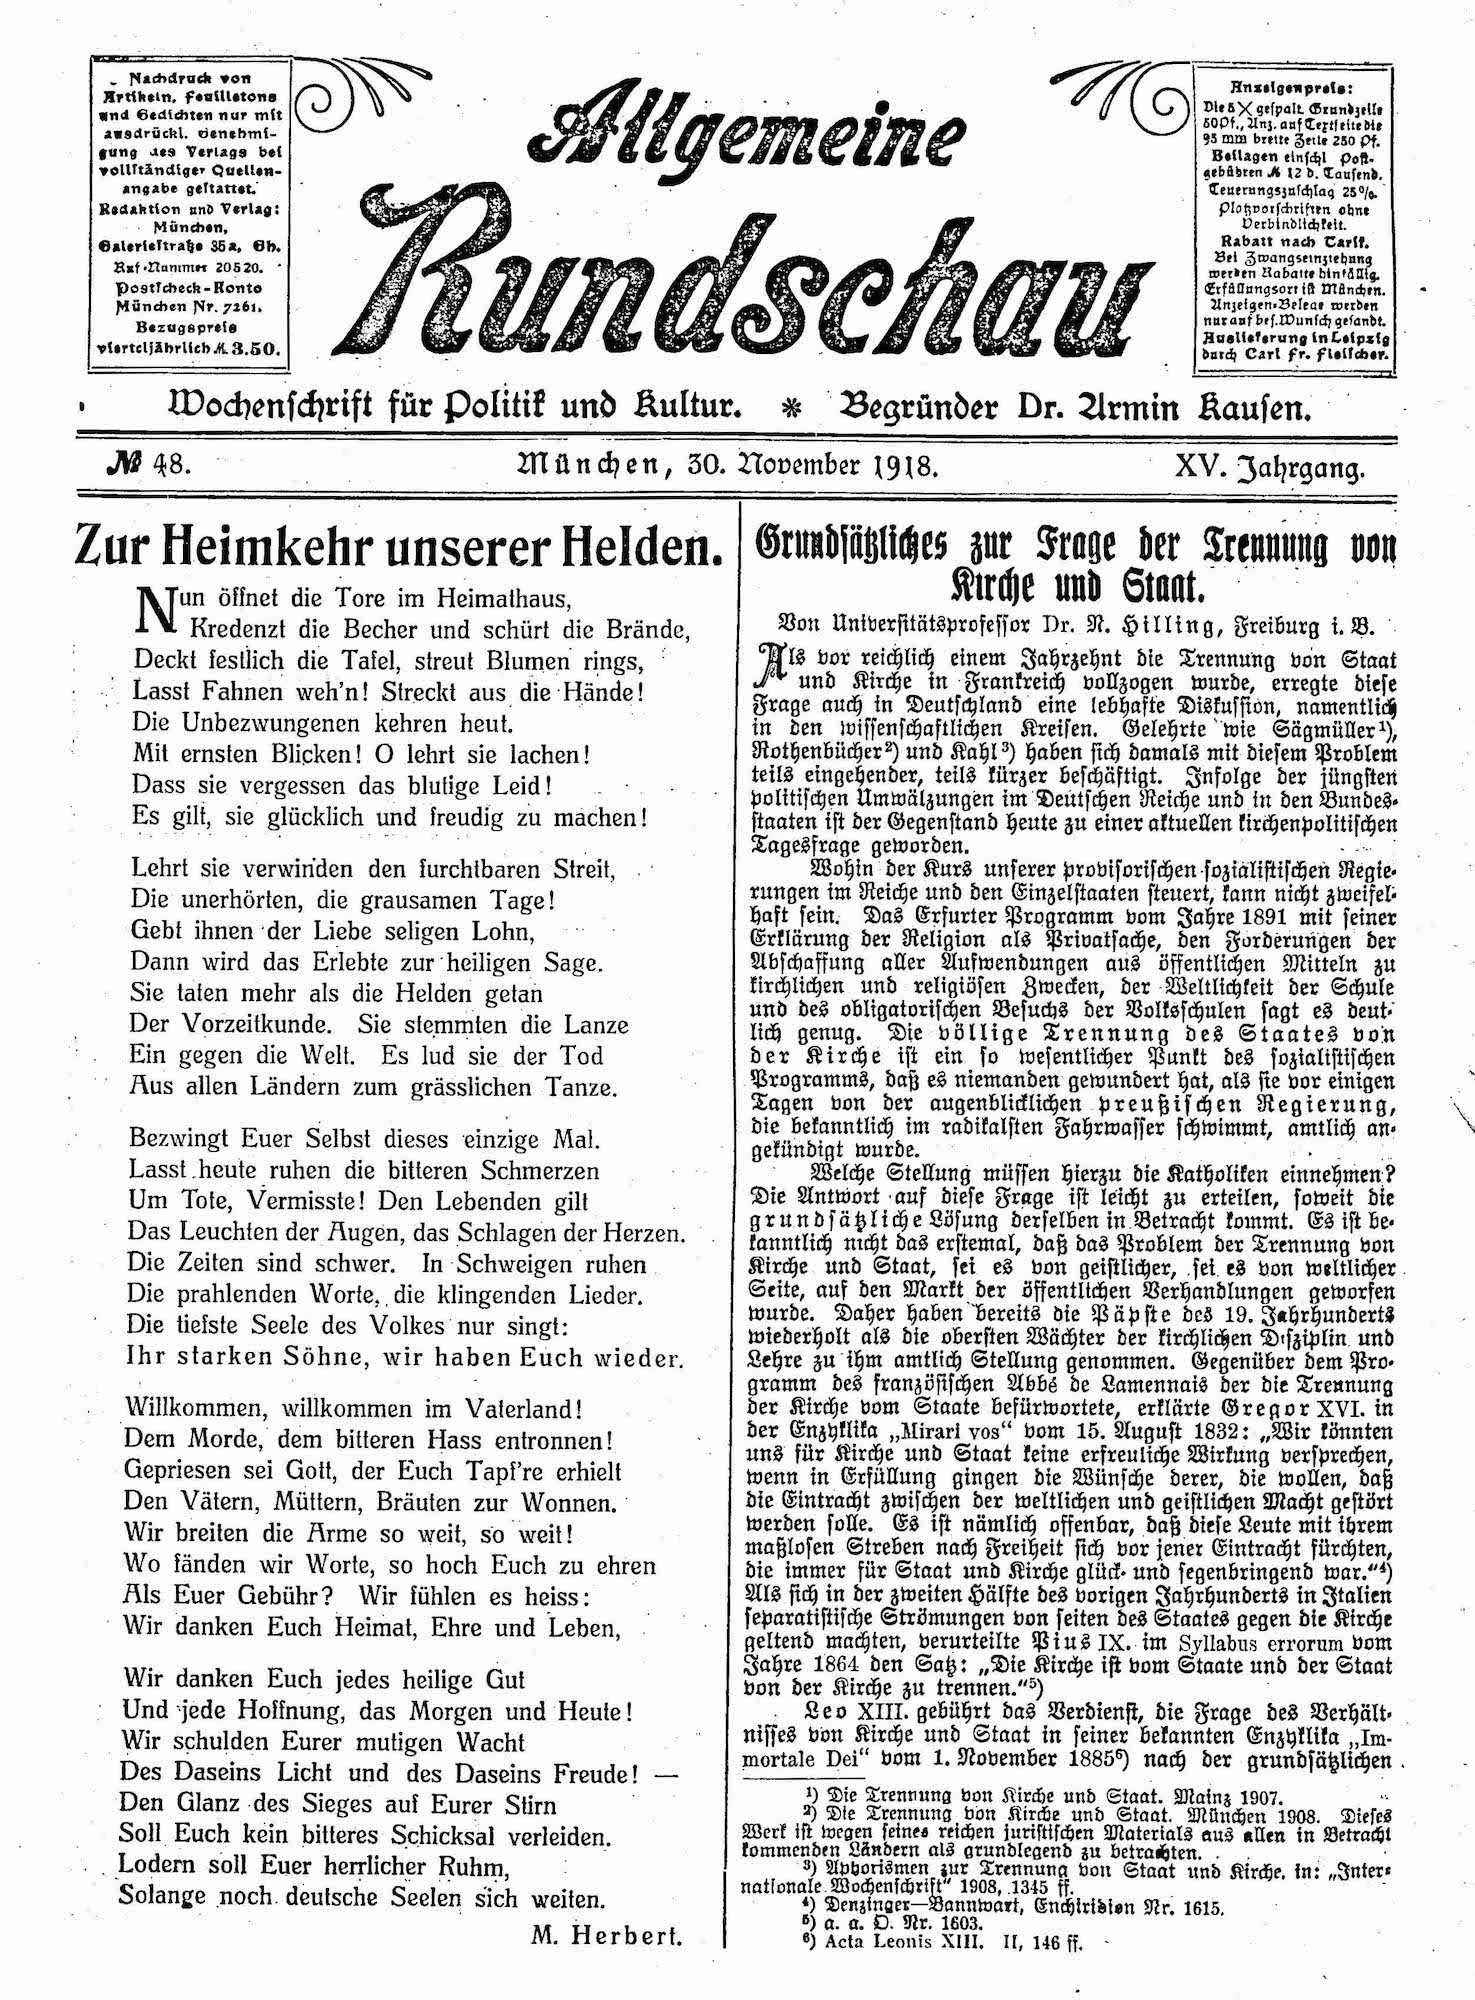 Nachdruck von
Artikeln, Feuilletons
und Gedichten nur mit
ausdrückl. Genehmi-
gung des Verlags bei
vollständiger Quellen-
angabe gestattet.
Redaktion und Verlag:
München,
Galeriestraße 35a, Gh.
Ruf-Nummer 20520.
Postscheck-Konto
München Nr. 7261.
Bezugspreis
vierteljährlich M 3.50.
Allgemeine
Rundschau
Anzeigenpreis:
Die 5 X gespalt. Grundzeile
50 Pf., Anz. auf Textseite die
95 mm breite Zeile 250 Pf.
Beilagen einschl Post-
gebühren M 12 d. Tausend.
Teuerungszuschlag 25%.
Platzvorschriften ohne
Verbindlichkeit.
Rabatt nach Tarif.
Bei Zwangseinziehung
werden Rabatte hinfällig.
Erfüllungsort ist München.
Anzeigen-Belege werden
nur auf bes. Wunsch gesandt.
Auslieferung in Leipzig
durch Carl Fr. Fleischer.
Wochenschrift für Politik und Kultur. * Begründer Dr. Armin Kausen.
№ 48. München, 30. November 1918. XV. Jahrgang.
Zur Heimkehr unserer Helden.
Nun öffnet die Tore im Heimathaus,
Kredenzt die Becher und schürt die Brände,
Deckt festlich die Tafel, streut Blumen rings,
Lasst Fahnen weh'n! Streckt aus die Hände!
Die Unbezwungenen kehren heut.
Mit ernsten Blicken! O lehrt sie lachen!
Dass sie vergessen das blutige Leid!
Es gilt, sie glücklich und freudig zu machen!
Lehrt sie verwinden den furchtbaren Streit,
Die unerhörten, die grausamen Tage!
Gebt ihnen der Liebe seligen Lohn,
Dann wird das Erlebte zur heiligen Sage.
Sie taten mehr als die Helden getan
Der Vorzeitkunde. Sie stemmten die Lanze
Ein gegen die Welt. Es lud sie der Tod
Aus allen Ländern zum grässlichen Tanze.
Bezwingt Euer Selbst dieses einzige Mal.
Lasst heute ruhen die bitteren Schmerzen
Um Tote, Vermisste! Den Lebenden gilt
Das Leuchten der Augen, das Schlagen der Herzen.
Die Zeiten sind schwer. In Schweigen ruhen
Die prahlenden Worte, die klingenden Lieder.
Die tiefste Seele des Volkes nur singt:
Ihr starken Söhne, wir haben Euch wieder.
Willkommen, willkommen im Vaterland!
Dem Morde, dem bitteren Hass entronnen!
Gepriesen sei Gott, der Euch Tapf're erhielt
Den Vätern, Müttern, Bräuten zur Wonnen.
Wir breiten die Arme so weit, so weit!
Wo fänden wir Worte, so hoch Euch zu ehren
Als Euer Gebühr? Wir fühlen es heiss:
Wir danken Euch Heimat, Ehre und Leben,
Wir danken Euch jedes heilige Gut
Und jede Hoffnung, das Morgen und Heute!
Wir schulden Eurer mutigen Wacht
Des Daseins Licht und des Daseins Freude! —
Den Glanz des Sieges auf Eurer Stirn
Soll Euch kein bitteres Schicksal verleiden.
Lodern soll Euer herrlicher Ruhm,
Solange noch deutsche Seelen sich weiten.
M. Herbert.
Grundsätzliches zur Frage der Trennung von
Kirche und Staat.
Von Universitätsprofessor Dr. N. Hilling, Freiburg i. B.
Als vor reichlich einem Jahrzehnt die Trennung von Staat
und Kirche in Frankreich vollzogen wurde, erregte diese
Frage auch in Deutschland eine lebhafte Diskussion, namentlich
in den wissenschaftlichen Kreisen. Gelehrte wie Sägmüller¹),
Rothenbücher²) und Kahl³) haben sich damals mit diesem Problem
teils eingehender, teils kürzer beschäftigt. Infolge der jüngsten
politischen Umwälzungen im Deutschen Reiche und in den Bundes-
staaten ist der Gegenstand heute zu einer aktuellen kirchenpolitischen
Tagesfrage geworden.
Wohin der Kurs unserer provisorischen sozialistischen Regie-
rungen im Reiche und den Einzelstaaten steuert, kann nicht zweifel-
haft sein. Das Erfurter Programm vom Jahre 1891 mit seiner
Erklärung der Religion als Privatsache, den Forderungen der
Abschaffung aller Aufwendungen aus öffentlichen Mitteln zu
kirchlichen und religiösen Zwecken, der Weltlichkeit der Schule
und des obligatorischen Besuchs der Volksschulen sagt es deut-
lich genug. Die völlige Trennung des Staates von
der Kirche ist ein so wesentlicher Punkt des sozialistischen
Programms, daß es niemanden gewundert hat, als sie vor einigen
Tagen von der augenblicklichen preußischen Regierung,
die bekanntlich im radikalsten Fahrwasser schwimmt, amtlich an-
gekündigt wurde.
Welche Stellung müssen hierzu die Katholiken einnehmen?
Die Antwort auf diese Frage ist leicht zu erteilen, soweit die
grundsätzliche Lösung derselben in Betracht kommt. Es ist be-
kanntlich nicht das erstemal, daß das Problem der Trennung von
Kirche und Staat, sei es von geistlicher, sei es von weltlicher
Seite, auf den Markt der öffentlichen Verhandlungen geworfen
wurde. Daher haben bereits die Päpste des 19. Jahrhunderts
wiederholt als die obersten Wächter der kirchlichen Disziplin und
Lehre zu ihm amtlich Stellung genommen. Gegenüber dem Pro-
gramm des französischen Abbé de Lamennais der die Trennung
der Kirche vom Staate befürwortete, erklärte Gregor XVI. in
der Enzyklika „Mirari vos“ vom 15. August 1832: „Wir könnten
uns für Kirche und Staat keine erfreuliche Wirkung versprechen,
wenn in Erfüllung gingen die Wünsche derer, die wollen, daß
die Eintracht zwischen der weltlichen und geistlichen Macht gestört
werden solle. Es ist nämlich offenbar, daß diese Leute mit ihrem
maßlosen Streben nach Freiheit sich vor jener Eintracht fürchten,
die immer für Staat und Kirche glück- und segenbringend war.“⁴)
Als sich in der zweiten Hälfte des vorigen Jahrhunderts in Italien
separatistische Strömungen von seiten des Staates gegen die Kirche
geltend machten, verurteilte Pius IX. im Syllabus errorum vom
Jahre 1864 den Satz: „Die Kirche ist vom Staate und der Staat
von der Kirche zu trennen.“⁵)
Leo XIII. gebührt das Verdienst, die Frage des Verhält-
nisses von Kirche und Staat in seiner bekannten Enzyklika „Im-
mortale Dei“ vom 1. November 1885⁶) nach der grundsätzlichen
¹) Die Trennung von Kirche und Staat. Mainz 1907.
²) Die Trennung von Kirche und Staat. München 1908. Dieses
Werk ist wegen seines reichen juristischen Materials aus allen in Betracht
kommenden Ländern als grundlegend zu betrachten.
³) Aphorismen zur Trennung von Staat und Kirche, in: „Inter-
nationale Wochenschrift“ 1908, 1345 ff.
⁴) Denzinger—Bannwart, Enchiridion Nr. 1615.
⁵) a. a. O. Nr. 1603.
⁶) Acta Leonis XIII. II, 146 ff.